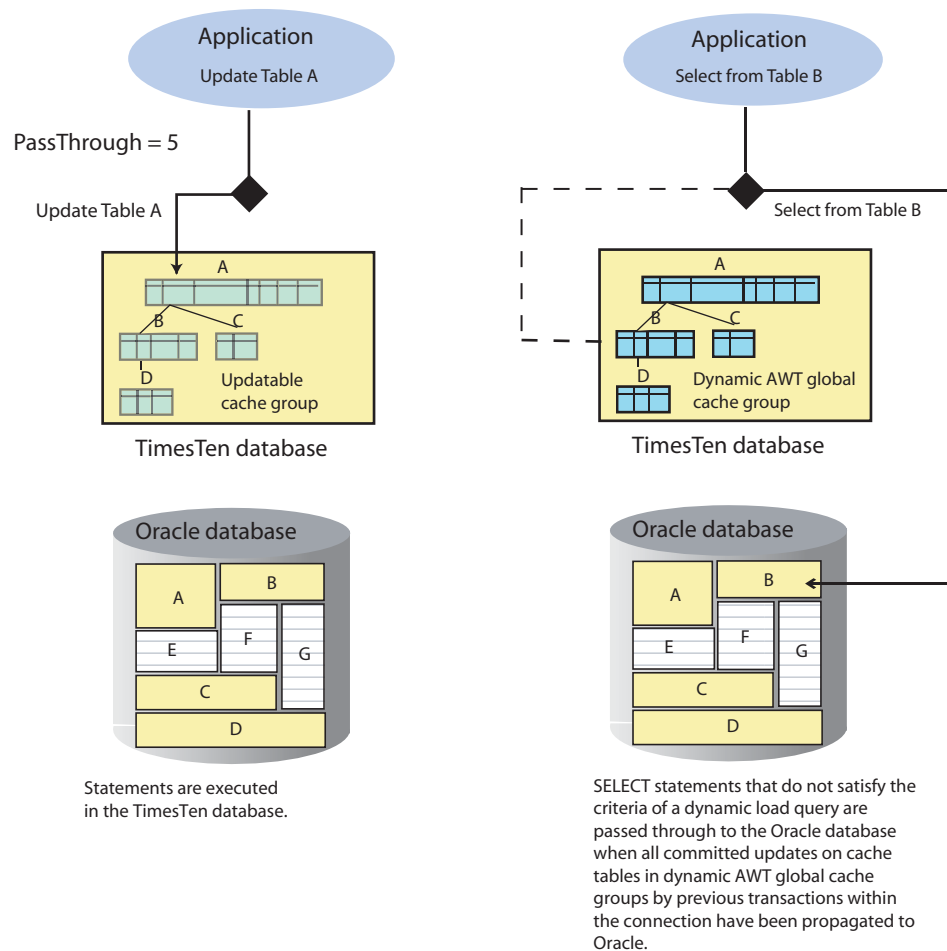 Application
Update Table A
PassThrough = 5
Update Table A
A
B
C
D
Updatable
cache group
TimesTen database
Oracle database
A
B
E
F
G
C
D
Statements are executed
in the TimesTen database.
Application
Select from Table B
Select from Table B
A
B
C
D
Dynamic AWT global
cache group
TimesTen database
Oracle database
A
B
E
F
G
C
D
SELECT statements that do not satisfy the
criteria of a dynamic load query are
passed through to the Oracle database
when all committed updates on cache
tables in dynamic AWT global cache
groups by previous transactions within
the connection have been propagated to
Oracle.